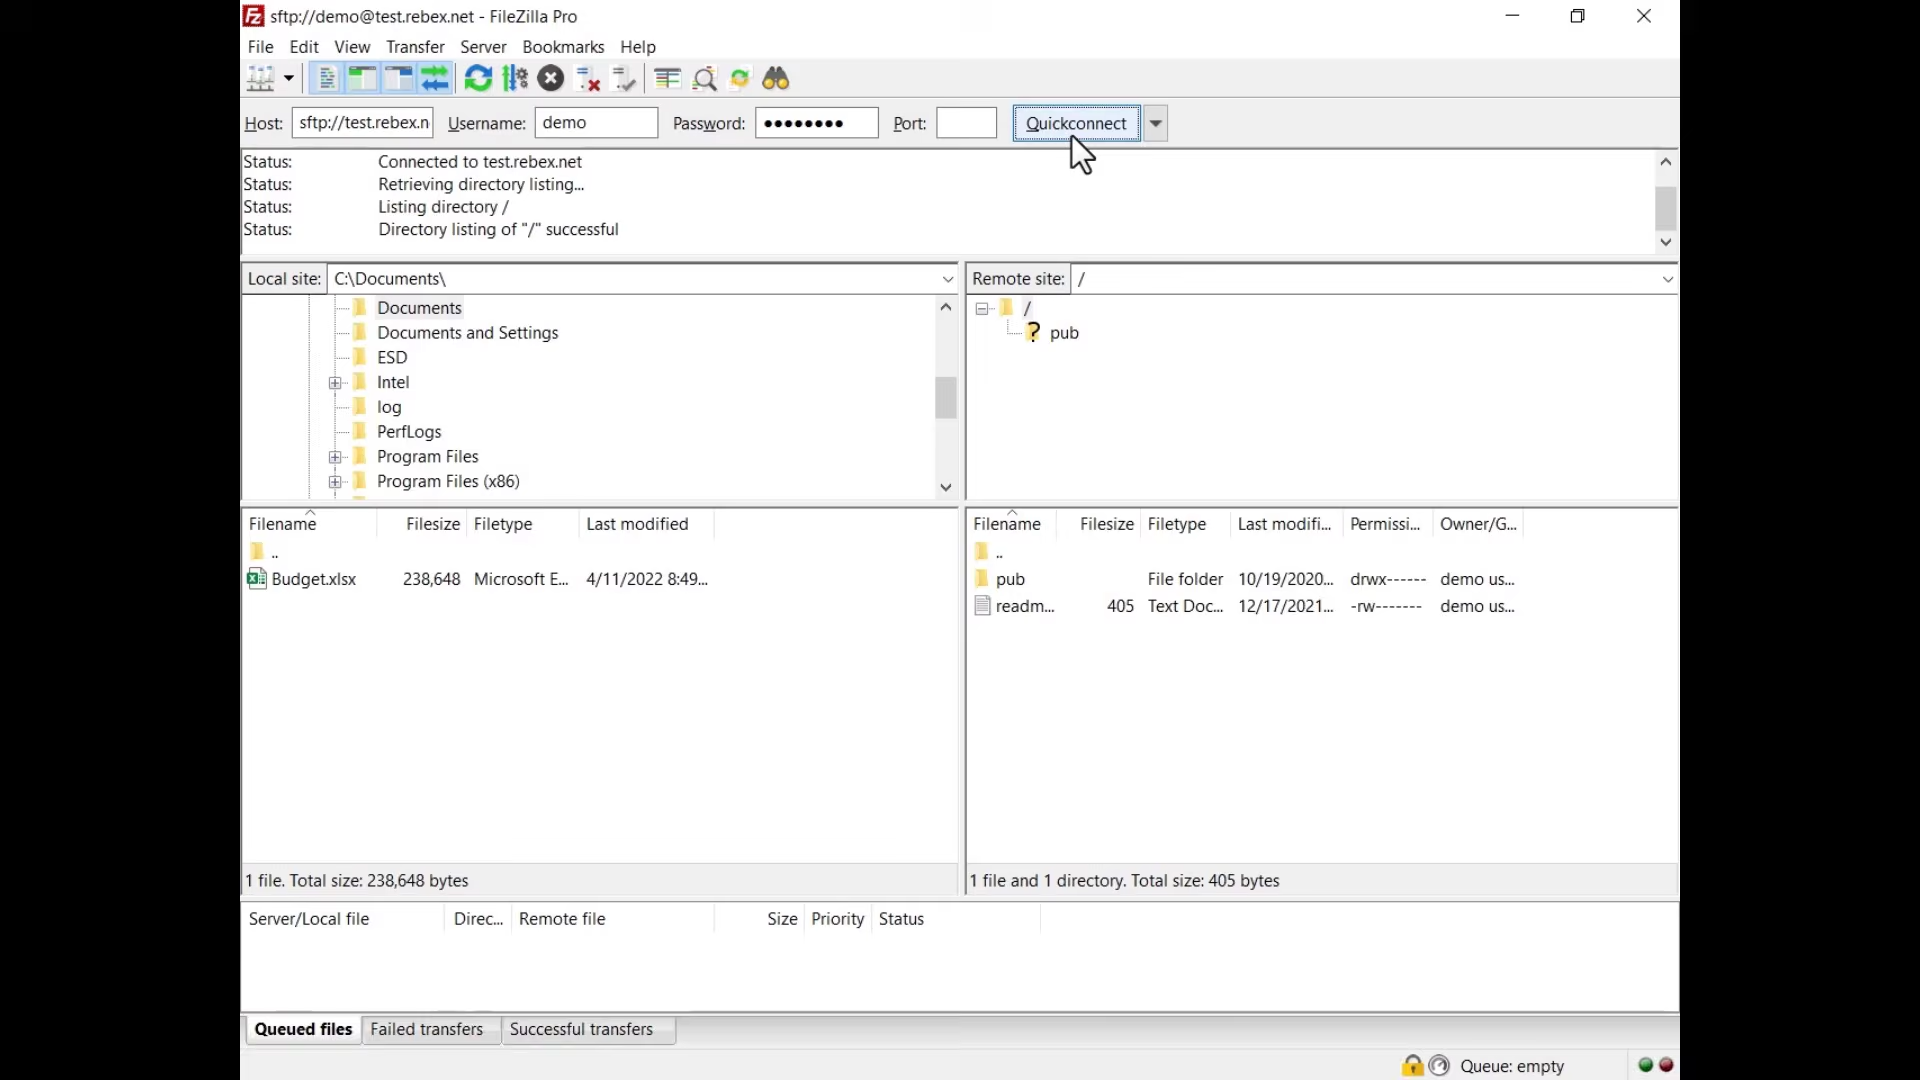 sftp://demo@test.rebex.net - FileZilla Pro
File Edit View Transfer Server Bookmarks Help
Host: sftp://test.rebex.n Username: demo Password: ●●●●●●●● Port: Quickconnect
Status: Connected to test.rebex.net
Status: Retrieving directory listing...
Status: Listing directory /
Status: Directory listing of "/" successful
Local site: C:\Documents\
Documents
Documents and Settings
ESD
Intel
log
PerfLogs
Program Files
Program Files (x86)
Remote site: /
/
? pub
Filename Filesize Filetype Last modified
..
Budget.xlsx 238,648 Microsoft E... 4/11/2022 8:49...
1 file. Total size: 238,648 bytes
Filename Filesize Filetype Last modifi... Permissi... Owner/G...
..
pub File folder 10/19/2020... drwx------ demo us...
readm... 405 Text Doc... 12/17/2021... -rw------- demo us...
1 file and 1 directory. Total size: 405 bytes
Server/Local file Direc... Remote file Size Priority Status
Queued files Failed transfers Successful transfers
Queue: empty